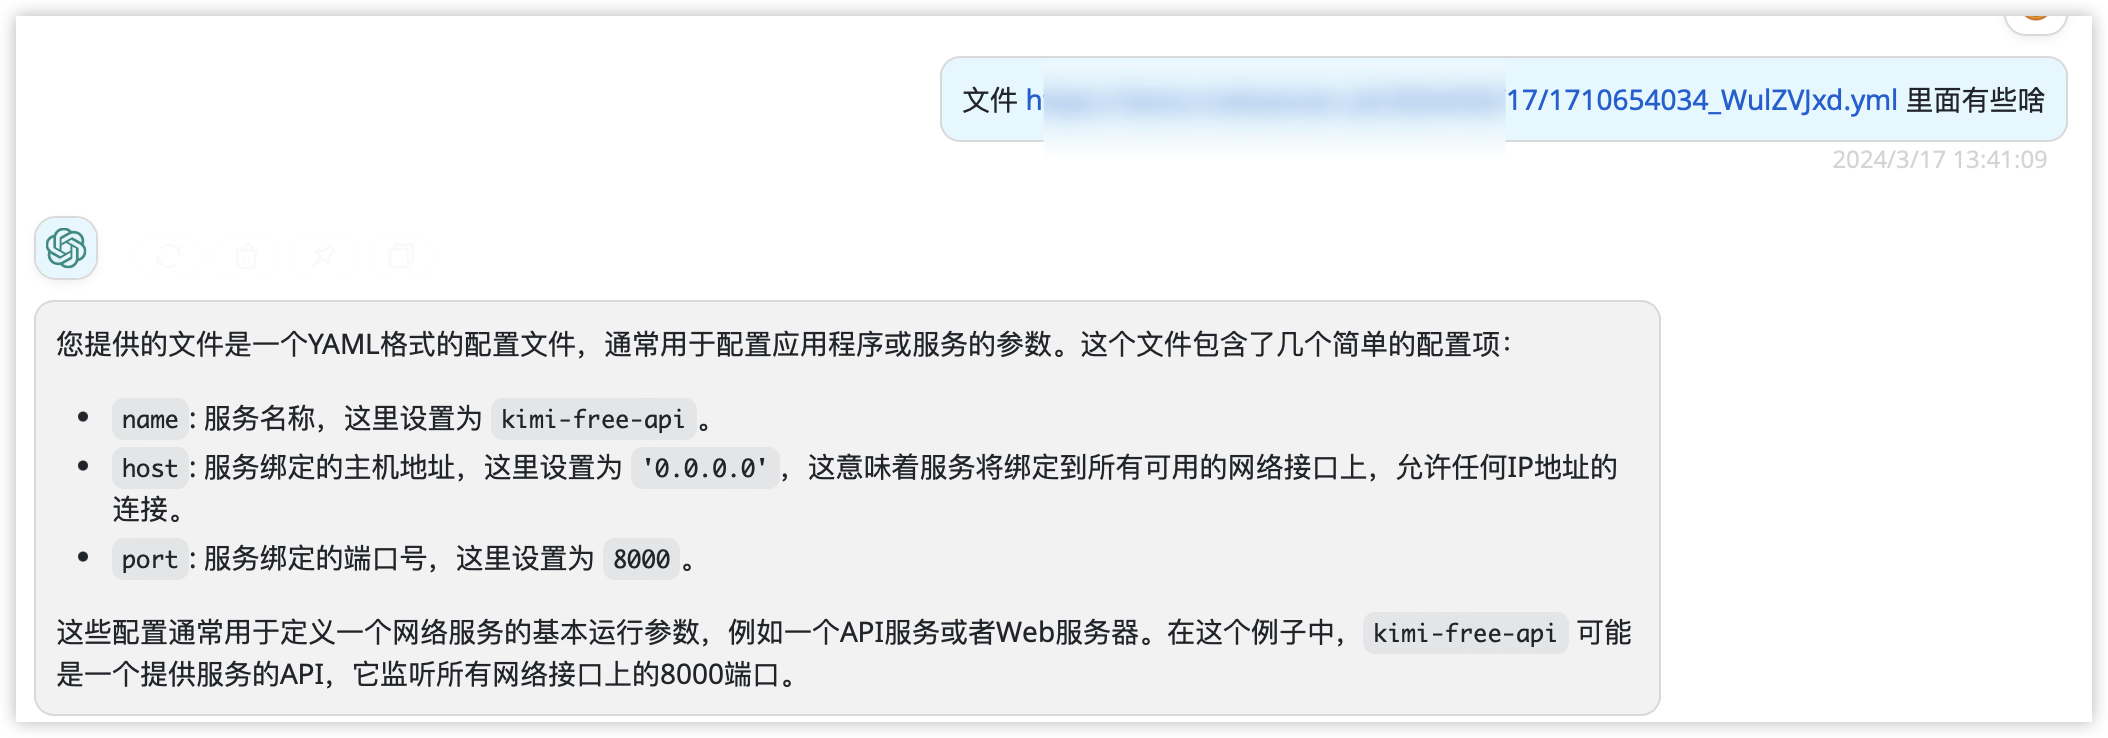 文件 h 17/1710654034_WulZVJxd.yml 里面有些啥
2024/3/17 13:41:09
您提供的文件是一个YAML格式的配置文件，通常用于配置应用程序或服务的参数。这个文件包含了几个简单的配置项：
• name：服务名称，这里设置为 kimi-free-api。
• host：服务绑定的主机地址，这里设置为 '0.0.0.0'，这意味着服务将绑定到所有可用的网络接口上，允许任何IP地址的
连接。
• port：服务绑定的端口号，这里设置为 8000。
这些配置通常用于定义一个网络服务的基本运行参数，例如一个API服务或者Web服务器。在这个例子中，kimi-free-api 可能
是一个提供服务的API，它监听所有网络接口上的8000端口。